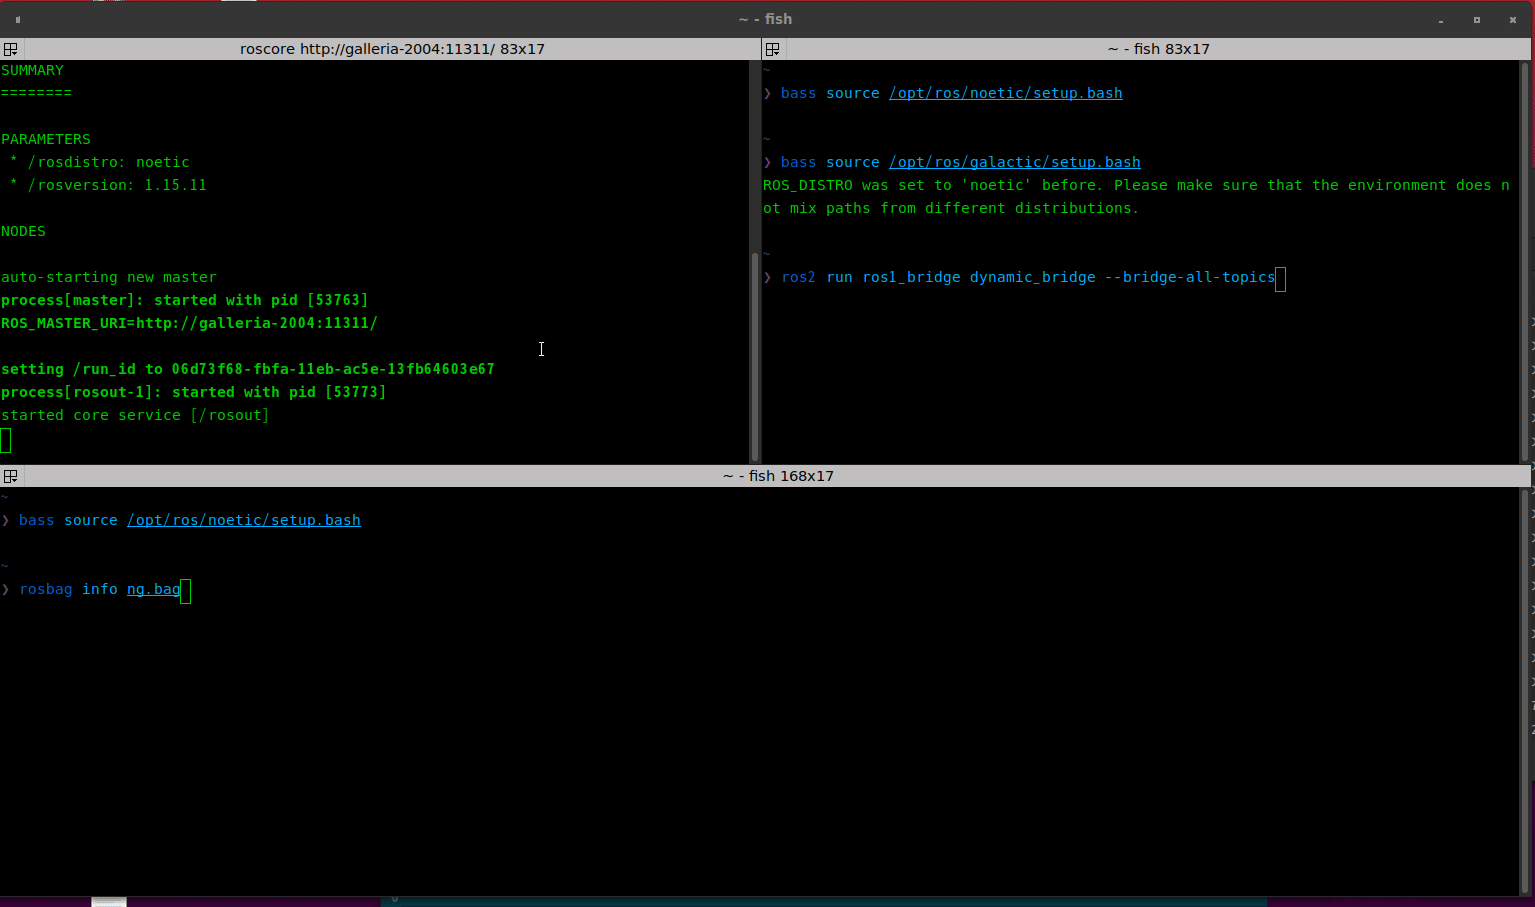 ~ - fish
roscore http://galleria-2004:11311/ 83x17
SUMMARY
========
PARAMETERS
* /rosdistro: noetic
* /rosversion: 1.15.11
NODES
auto-starting new master
process[master]: started with pid [53763]
ROS_MASTER_URI=http://galleria-2004:11311/
setting /run_id to 06d73f68-fbfa-11eb-ac5e-13fb64603e67
process[rosout-1]: started with pid [53773]
started core service [/rosout]
~ - fish 83x17
~
❯ bass source /opt/ros/noetic/setup.bash
~
❯ bass source /opt/ros/galactic/setup.bash
ROS_DISTRO was set to 'noetic' before. Please make sure that the environment does n
ot mix paths from different distributions.
~
❯ ros2 run ros1_bridge dynamic_bridge --bridge-all-topics
~ - fish 168x17
~
❯ bass source /opt/ros/noetic/setup.bash
~
❯ rosbag info ng.bag